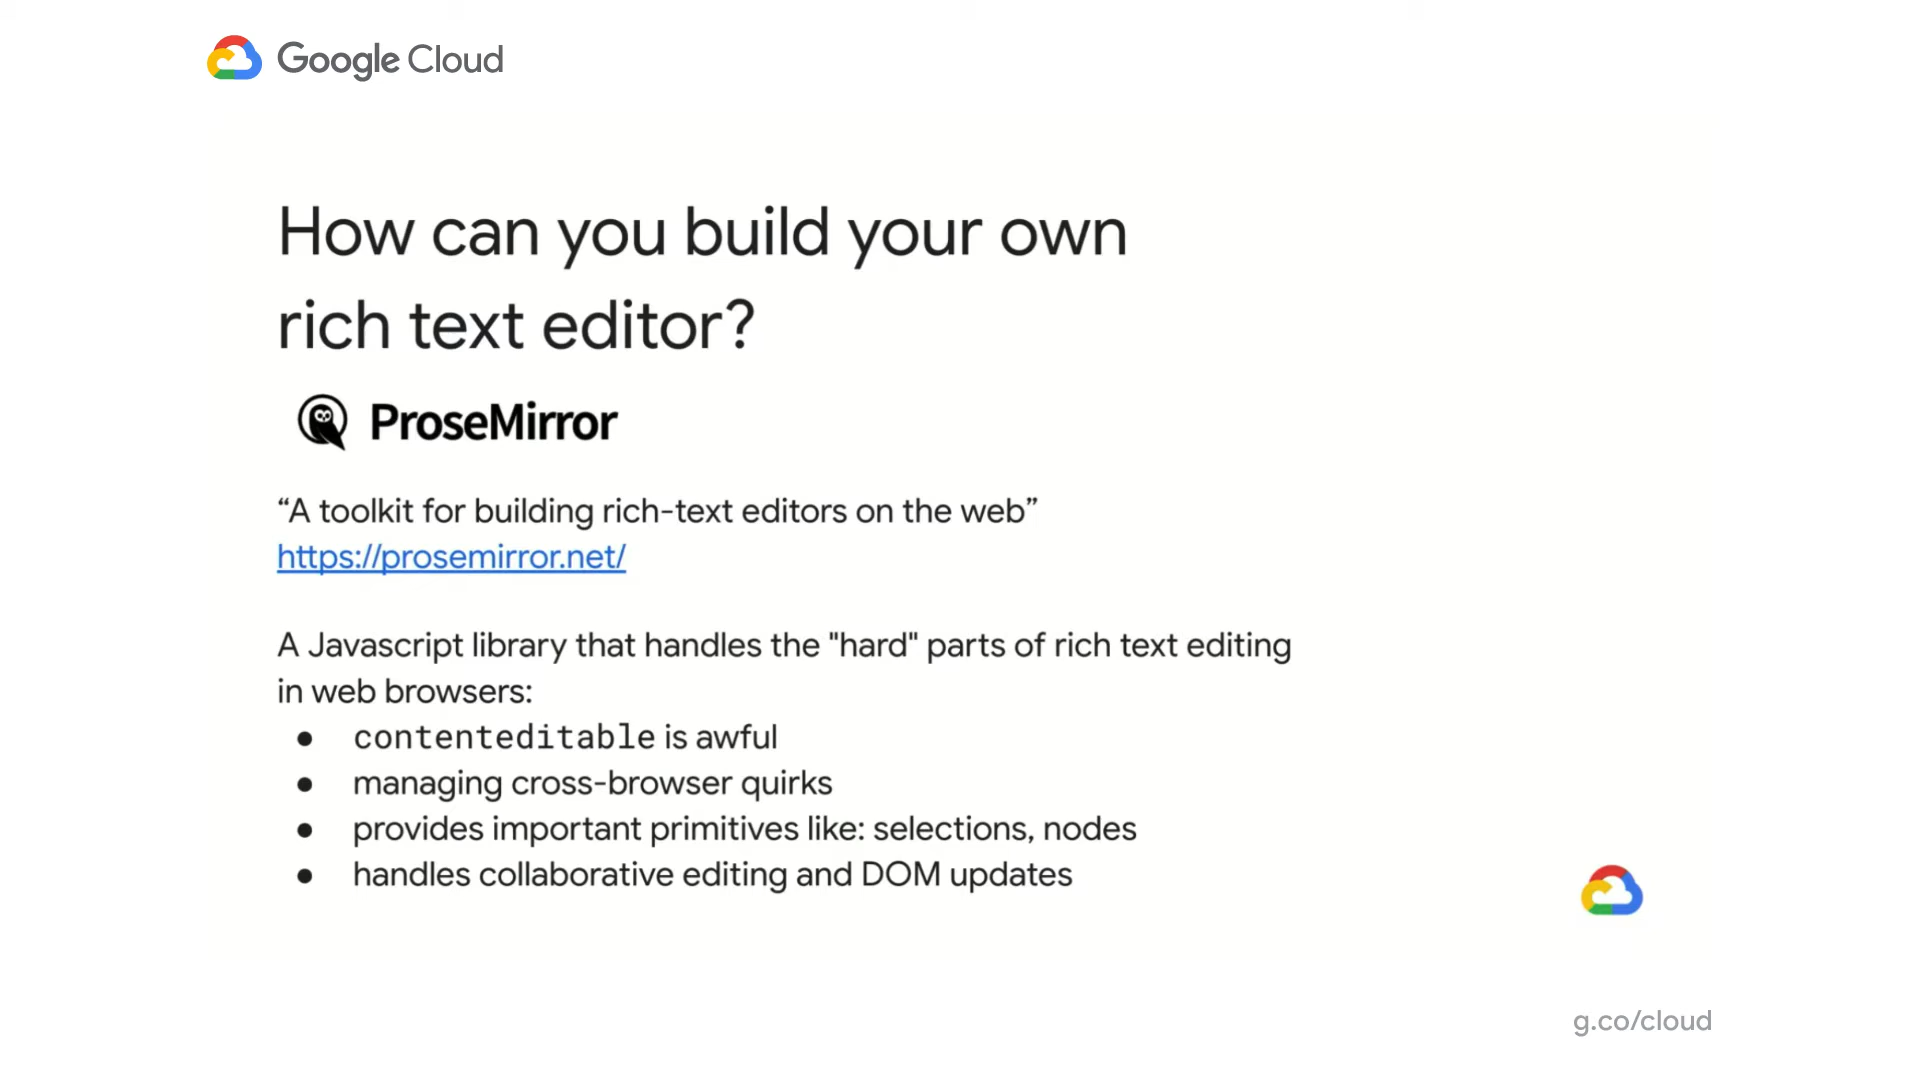 Google Cloud
How can you build your own
rich text editor?
ProseMirror
“A toolkit for building rich-text editors on the web”
https://prosemirror.net/
A Javascript library that handles the "hard" parts of rich text editing
in web browsers:
● contenteditable is awful
● managing cross-browser quirks
● provides important primitives like: selections, nodes
● handles collaborative editing and DOM updates
g.co/cloud